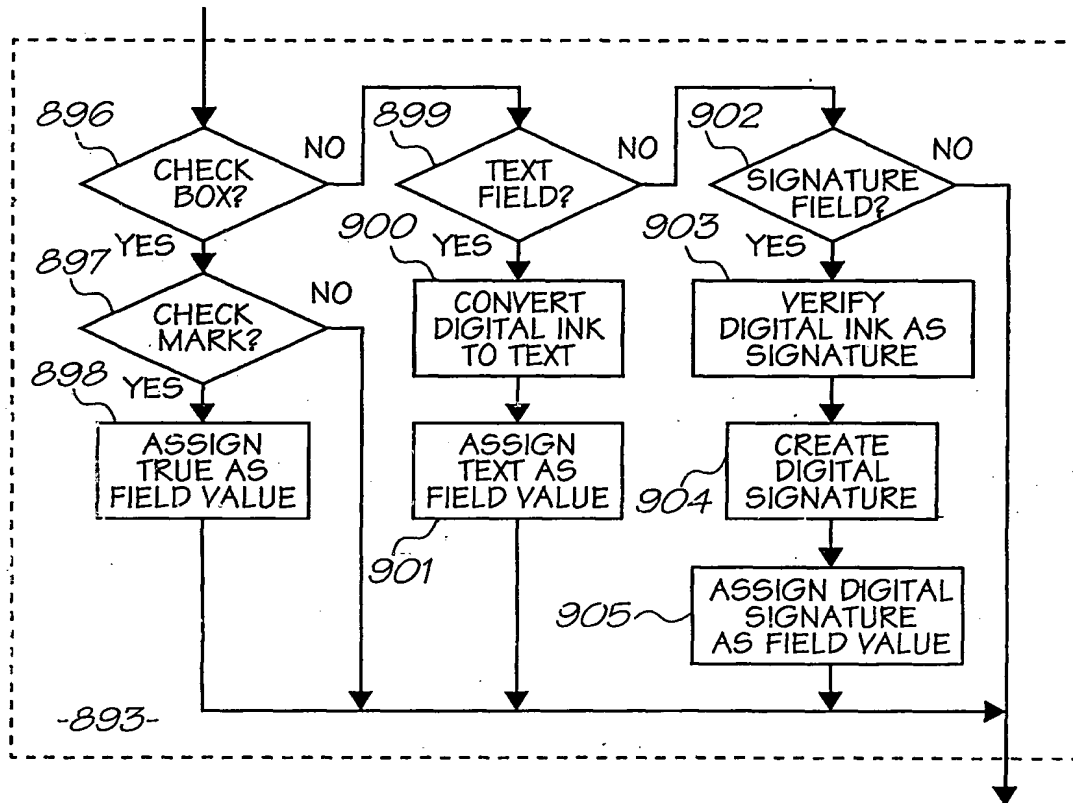 896
CHECK
BOX?
NO
YES
897
CHECK
MARK?
NO
YES
898
ASSIGN
TRUE AS
FIELD VALUE
899
TEXT
FIELD?
NO
YES
900
CONVERT
DIGITAL INK
TO TEXT
ASSIGN
TEXT AS
FIELD VALUE
901
902
SIGNATURE
FIELD?
NO
YES
903
VERIFY
DIGITAL INK AS
SIGNATURE
CREATE
DIGITAL
SIGNATURE
904
ASSIGN DIGITAL
SIGNATURE
AS FIELD VALUE
905
-893-